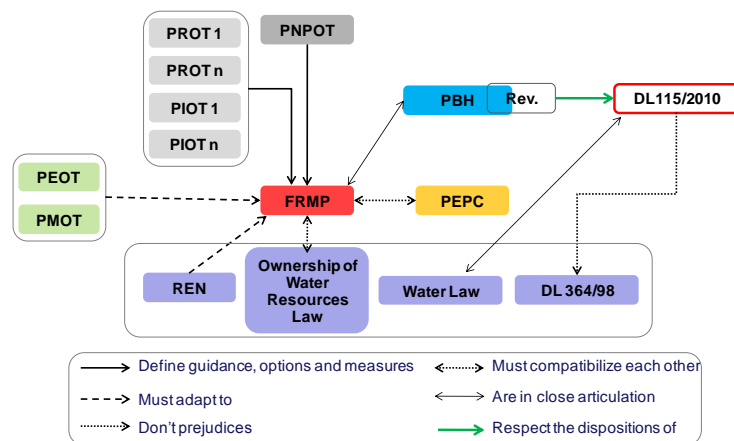 PROT 1
PNPOT
PROT n
PIOT 1
PIOT n
PBH
Rev.
DL115/2010
PEOT
PMOT
FRMP
PEPC
REN
Ownership of
Water
Resources
Law
Water Law
DL 364/98
Define guidance, options and measures
Must compatibilize each other
Must adapt to
Are in close articulation
Don't prejudices
Respect the dispositions of